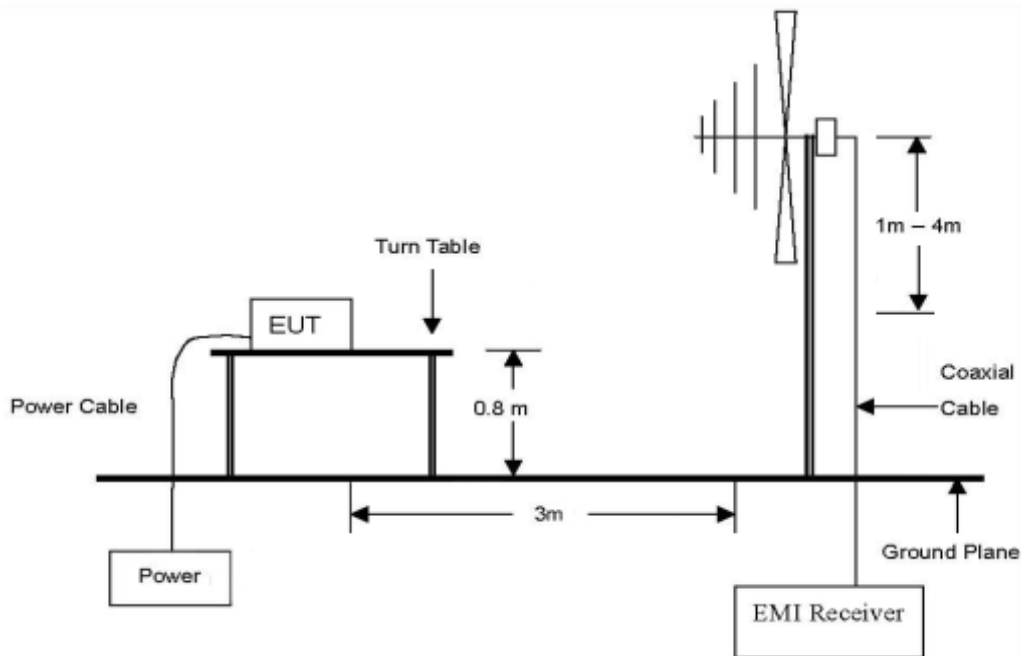 1m – 4m
Turn Table
EUT
Coaxial
Cable
Power Cable
0.8 m
3m
Ground Plane
Power
EMI Receiver